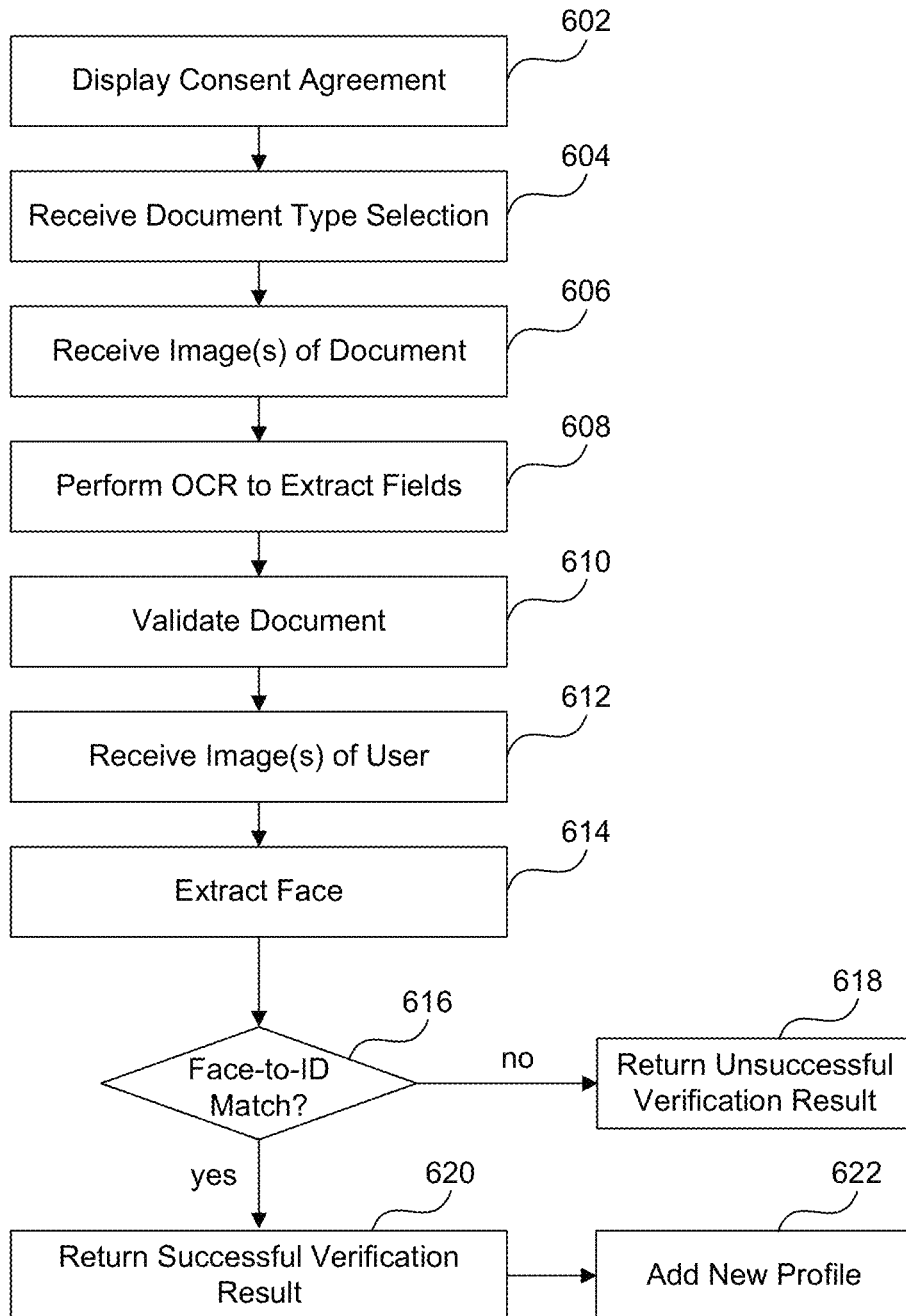 602
Display Consent Agreement
604
Receive Document Type Selection
606
Receive Image(s) of Document
608
Perform OCR to Extract Fields
610
Validate Document
612
Receive Image(s) of User
614
Extract Face
616
Face-to-ID
Match?
no
618
Return Unsuccessful
Verification Result
yes
620
Return Successful Verification
Result
622
Add New Profile